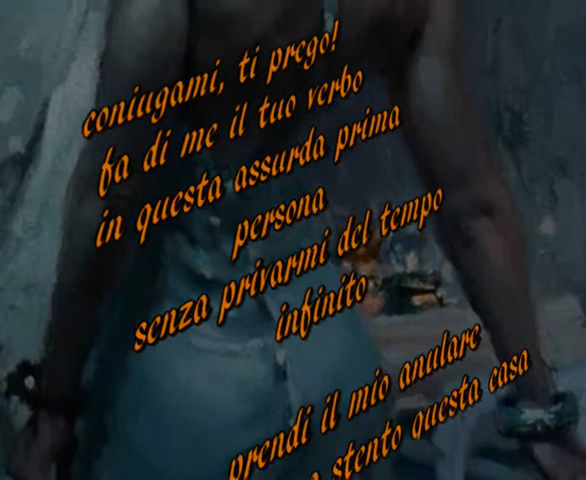 coniugami, ti prego!
fa di me il tuo verbo
in questa assurda prima
persona
senza privarmi del tempo
infinito
prendi il mio anulare
stento questa casa